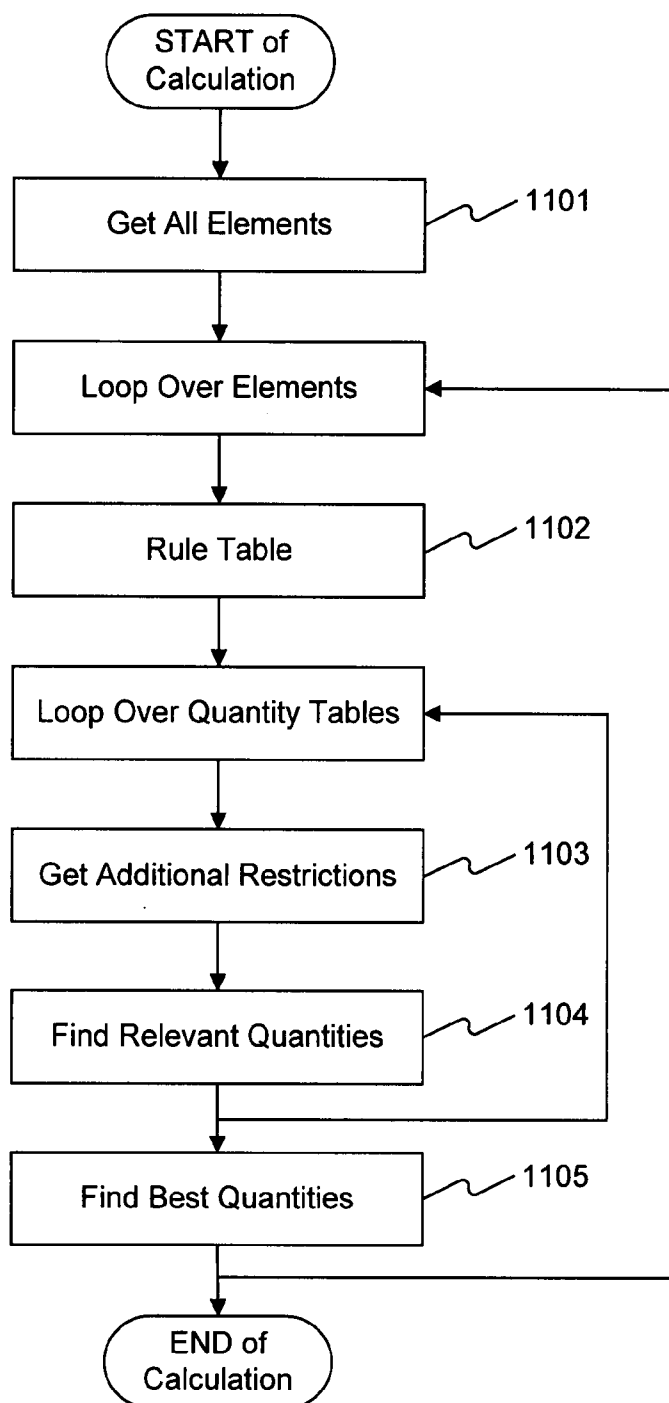 START of
Calculation
Get All Elements
1101
Loop Over Elements
Rule Table
1102
Loop Over Quantity Tables
Get Additional Restrictions
1103
Find Relevant Quantities
1104
Find Best Quantities
1105
END of
Calculation